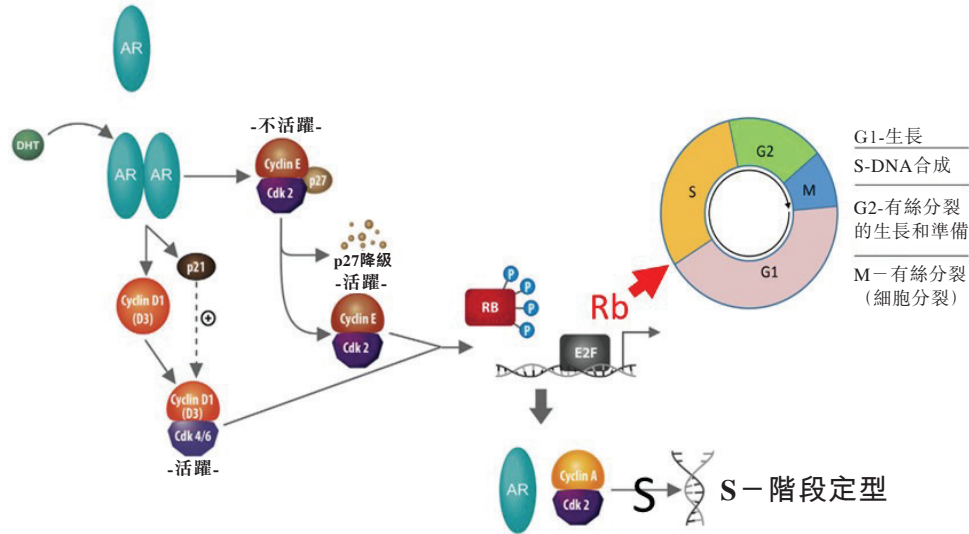 AR
DHT
AR
AR
-不活躍-
Cyclin E
Cdk 2
p27
p27降級
-活躍-
Cyclin E
Cdk 2
p21
Cyclin D1
(D3)
+
Cyclin D1
(D3)
Cdk 4/6
-活躍-
RB
P
P
P
P
E2F
Rb
G2
S
M
G1
G1-生長
S-DNA合成
G2-有絲分裂
的生長和準備
M－有絲分裂
（細胞分裂）
AR
Cyclin A
Cdk 2
S
S－階段定型